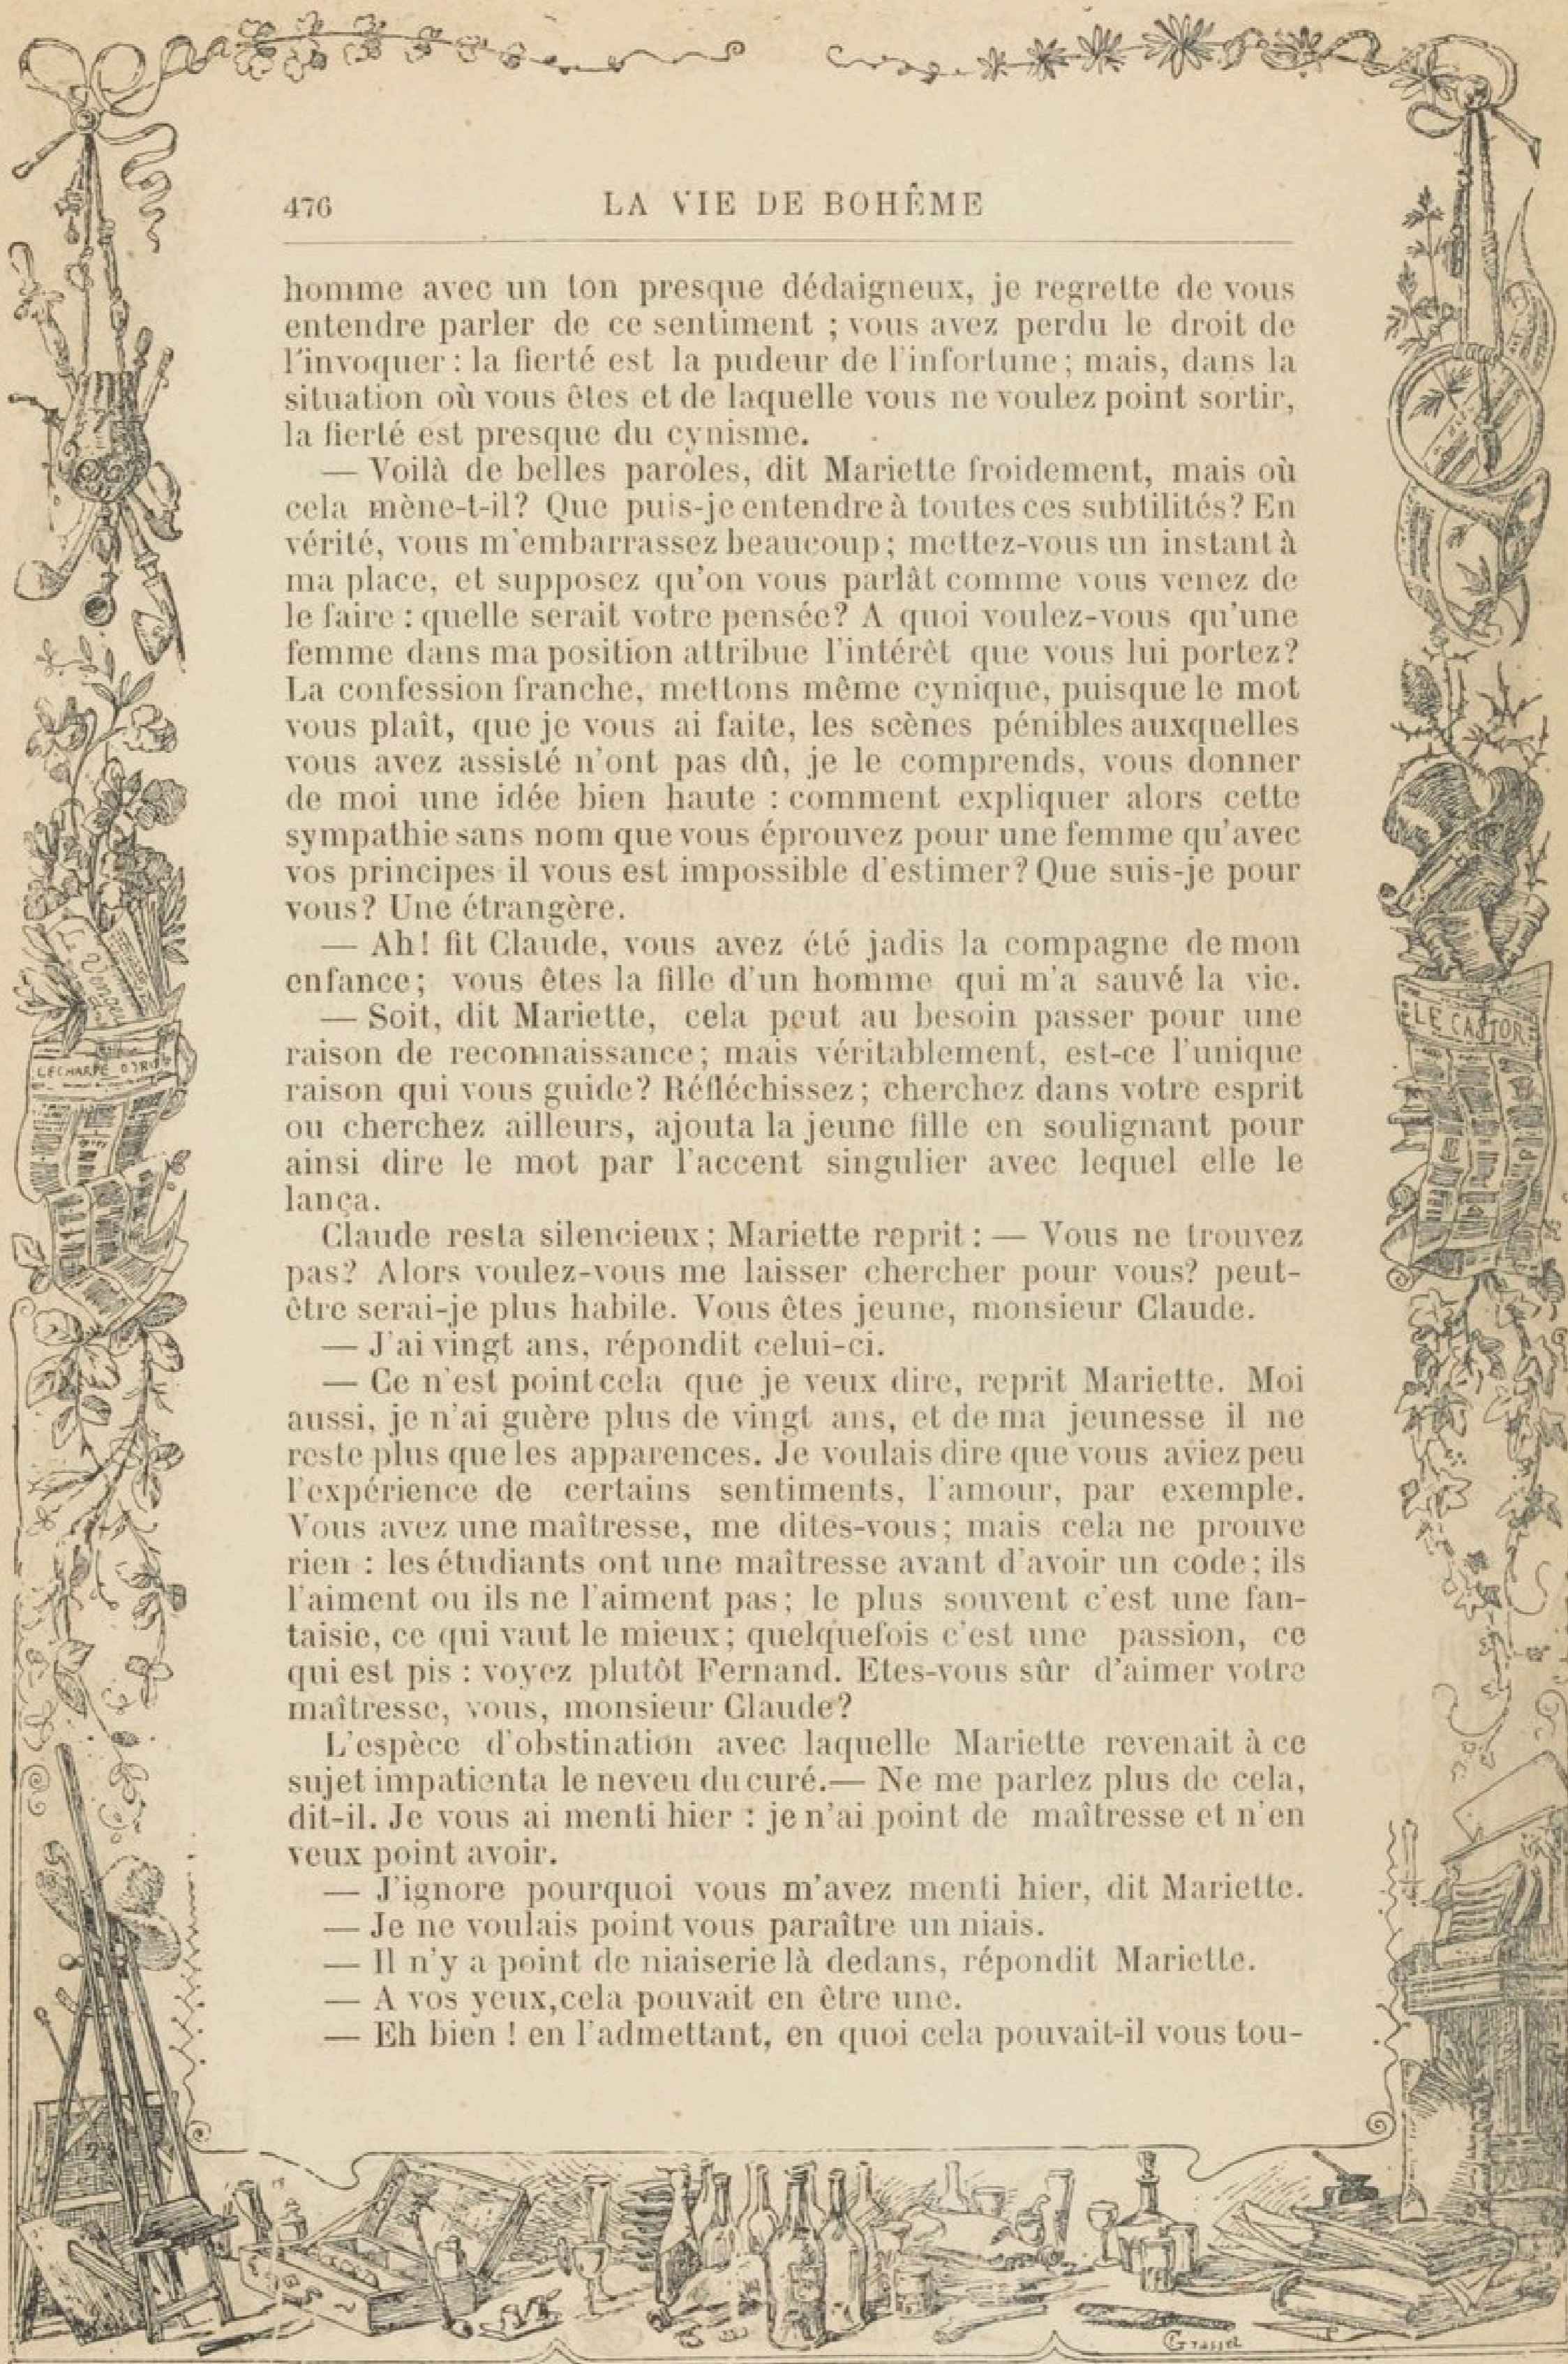 476 LA VIE DE BOHÊME
homme avec un ton presque dédaigneux, je regrette de vous
entendre parler de ce sentiment ; vous avez perdu le droit de
l'invoquer : la fierté est la pudeur de l'infortune ; mais, dans la
situation où vous êtes et de laquelle vous ne voulez point sortir,
la fierté est presque du cynisme.
— Voilà de belles paroles, dit Mariette froidement, mais où
cela mène-t-il? Que puis-je entendre à toutes ces subtilités? En
vérité, vous m'embarrassez beaucoup ; mettez-vous un instant à
ma place, et supposez qu'on vous parlât comme vous venez de
le faire : quelle serait votre pensée? A quoi voulez-vous qu'une
femme dans ma position attribue l'intérêt que vous lui portez?
La confession franche, mettons même cynique, puisque le mot
vous plaît, que je vous ai faite, les scènes pénibles auxquelles
vous avez assisté n'ont pas dû, je le comprends, vous donner
de moi une idée bien haute : comment expliquer alors cette
sympathie sans nom que vous éprouvez pour une femme qu'avec
vos principes il vous est impossible d'estimer? Que suis-je pour
vous? Une étrangère.
— Ah! fit Claude, vous avez été jadis la compagne de mon
enfance ; vous êtes la fille d'un homme qui m'a sauvé la vie.
— Soit, dit Mariette, cela peut au besoin passer pour une
raison de reconnaissance ; mais véritablement, est-ce l'unique
raison qui vous guide? Réfléchissez ; cherchez dans votre esprit
ou cherchez ailleurs, ajouta la jeune fille en soulignant pour
ainsi dire le mot par l'accent singulier avec lequel elle le
lança.
Claude resta silencieux ; Mariette reprit : — Vous ne trouvez
pas? Alors voulez-vous me laisser chercher pour vous? peut-
être serai-je plus habile. Vous êtes jeune, monsieur Claude.
— J'ai vingt ans, répondit celui-ci.
— Ce n'est point cela que je veux dire, reprit Mariette. Moi
aussi, je n'ai guère plus de vingt ans, et de ma jeunesse il ne
reste plus que les apparences. Je voulais dire que vous aviez peu
l'expérience de certains sentiments, l'amour, par exemple.
Vous avez une maîtresse, me dites-vous ; mais cela ne prouve
rien : les étudiants ont une maîtresse avant d'avoir un code ; ils
l'aiment ou ils ne l'aiment pas ; le plus souvent c'est une fan-
taisie, ce qui vaut le mieux ; quelquefois c'est une passion, ce
qui est pis : voyez plutôt Fernand. Etes-vous sûr d'aimer votre
maîtresse, vous, monsieur Claude?
L'espèce d'obstination avec laquelle Mariette revenait à ce
sujet impatienta le neveu du curé.— Ne me parlez plus de cela,
dit-il. Je vous ai menti hier : je n'ai point de maîtresse et n'en
veux point avoir.
— J'ignore pourquoi vous m'avez menti hier, dit Mariette.
— Je ne voulais point vous paraître un niais.
— Il n'y a point de niaiserie là dedans, répondit Mariette.
— A vos yeux, cela pouvait en être une.
— Eh bien ! en l'admettant, en quoi cela pouvait-il vous tou-
LE CASTOR
Grasset